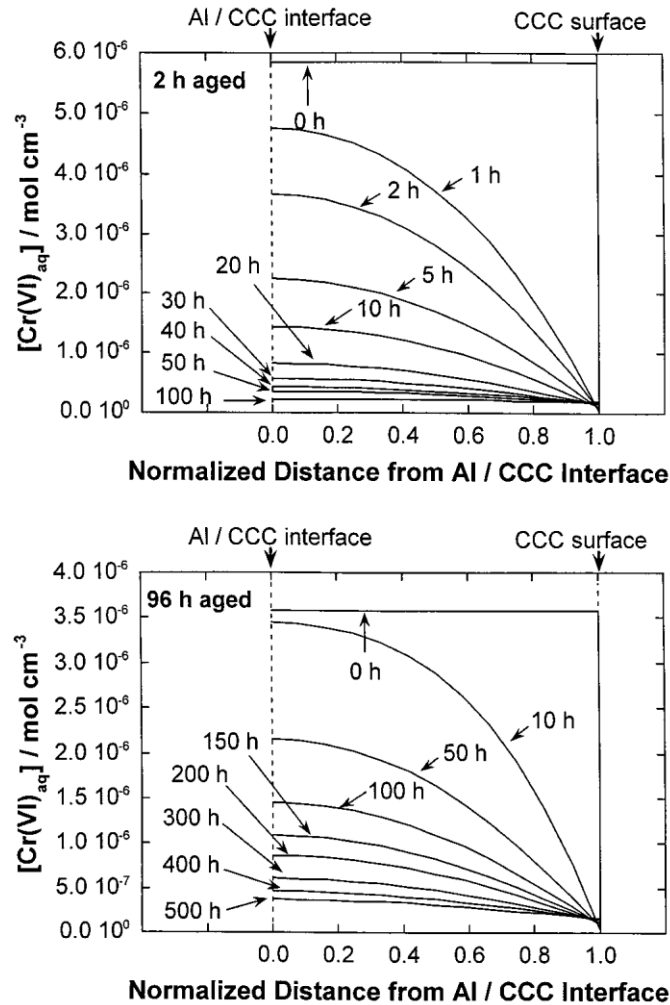 Al / CCC interface
CCC surface
6.0 10⁻⁶
2 h aged
0 h
5.0 10⁻⁶
4.0 10⁻⁶
1 h
2 h
3.0 10⁻⁶
20 h
5 h
2.0 10⁻⁶
30 h
10 h
40 h
1.0 10⁻⁶
50 h
100 h
0.0 10⁰
[Cr(VI)aq] / mol cm⁻³
0.0 0.2 0.4 0.6 0.8 1.0
Normalized Distance from Al / CCC Interface
Al / CCC interface
CCC surface
4.0 10⁻⁶
96 h aged
3.5 10⁻⁶
0 h
3.0 10⁻⁶
2.5 10⁻⁶
10 h
150 h
50 h
2.0 10⁻⁶
200 h
100 h
1.5 10⁻⁶
300 h
1.0 10⁻⁶
400 h
5.0 10⁻⁷
500 h
0.0 10⁰
[Cr(VI)aq] / mol cm⁻³
0.0 0.2 0.4 0.6 0.8 1.0
Normalized Distance from Al / CCC Interface